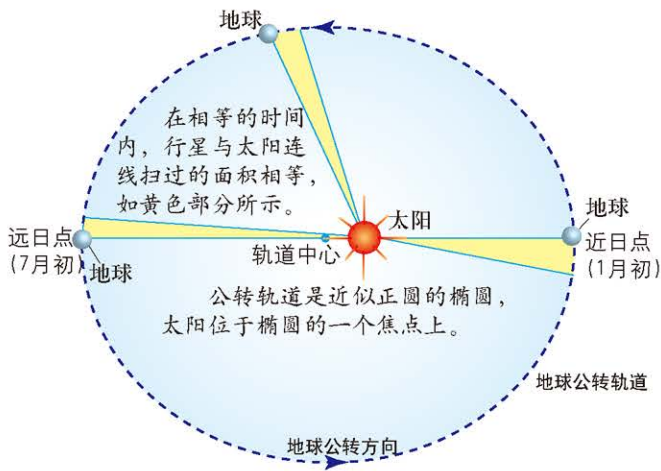 地球
在相等的时间
内，行星与太阳连
线扫过的面积相等，
如黄色部分所示。
太阳
地球
远日点
(7月初)
地球
轨道中心
近日点
(1月初)
公转轨道是近似正圆的椭圆，
太阳位于椭圆的一个焦点上。
地球公转轨道
地球公转方向